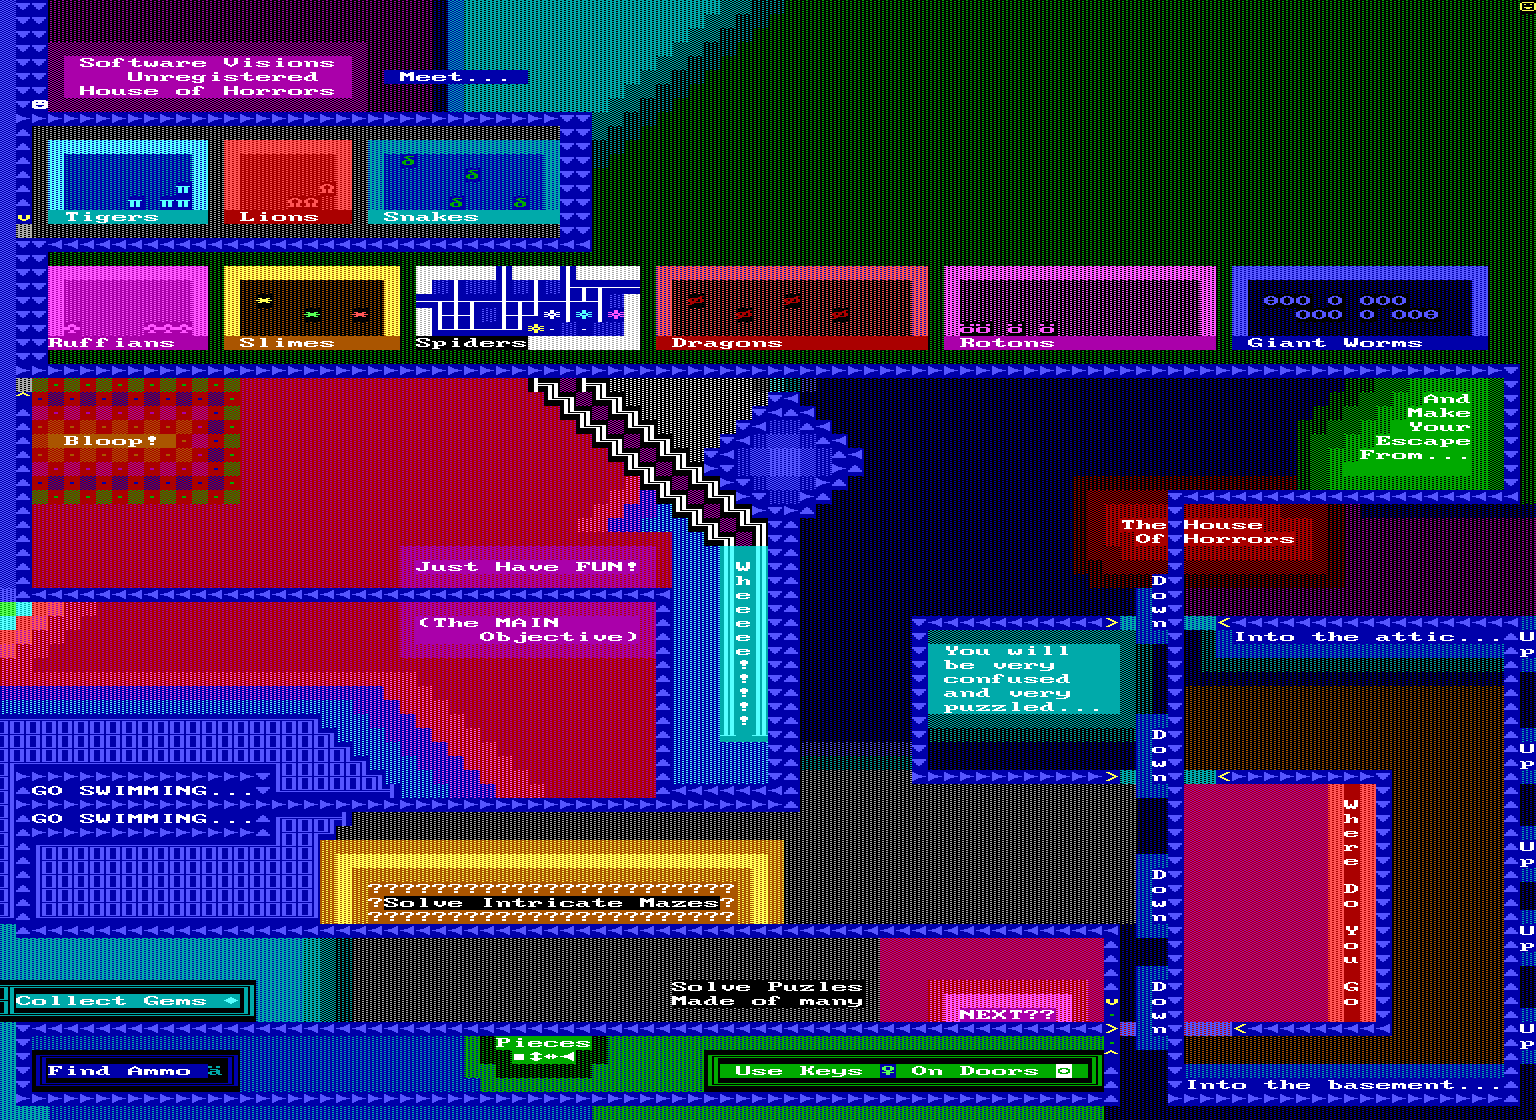 Software Visions
Unregistered
House of Horrors
Meet...
Tigers
Lions
Snakes
Ruffians
Slimes
Spiders
Dragons
Rotons
Giant Worms
Bloop!
And
Make
Your
Escape
From...
The House
Of Horrors
Just Have FUN!
(The MAIN
Objective)
Wheeeeee!!!!!
Down
Into the attic...
Up
You will
be very
confused
and very
puzzled...
Down
Up
GO SWIMMING...
GO SWIMMING...
Where Do You Go
Down
Up
????????????????????????
?Solve Intricate Mazes?
????????????????????????
Up
Collect Gems
Solve Puzles
Made of many
NEXT??
Down
Up
Pieces
Find Ammo
Use Keys ♀ On Doors
Into the basement...